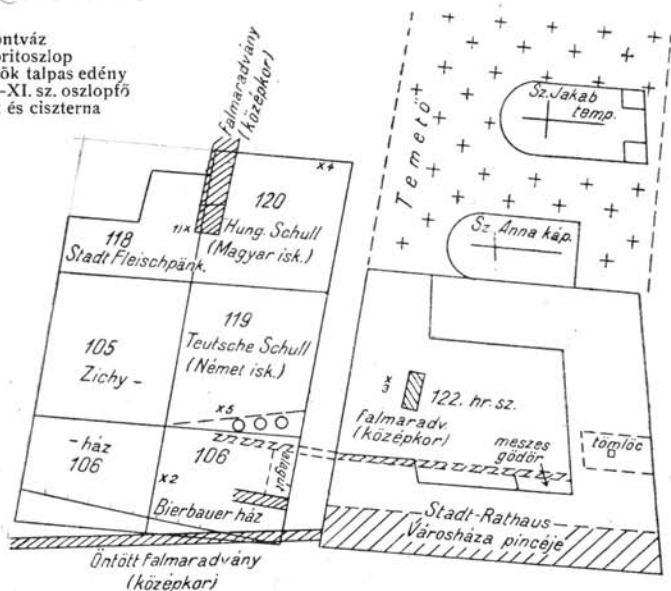 ntváz
oritoszlop
ök talpas edény
-XI. sz. oszlopfő
t és ciszterna
Falmaradvány
(középkor)
Temető
Sz. Jakab
temp.
Sz. Anna káp.
x4
1) x
120
Hung. Schull
(Magyar isk.)
118
Stadt Fleischpänk.
119
Teutsche Schull
(Német isk.)
105
Zichy -
x5
-ház
106
106
x2
Bierbauer ház
x
3
122. hr. sz.
falmaradv.
(középkor)
meszes
gödör
tömlöc
Stadt-Rathaus
Városháza pincéje
Öntött falmaradvány
(középkor)